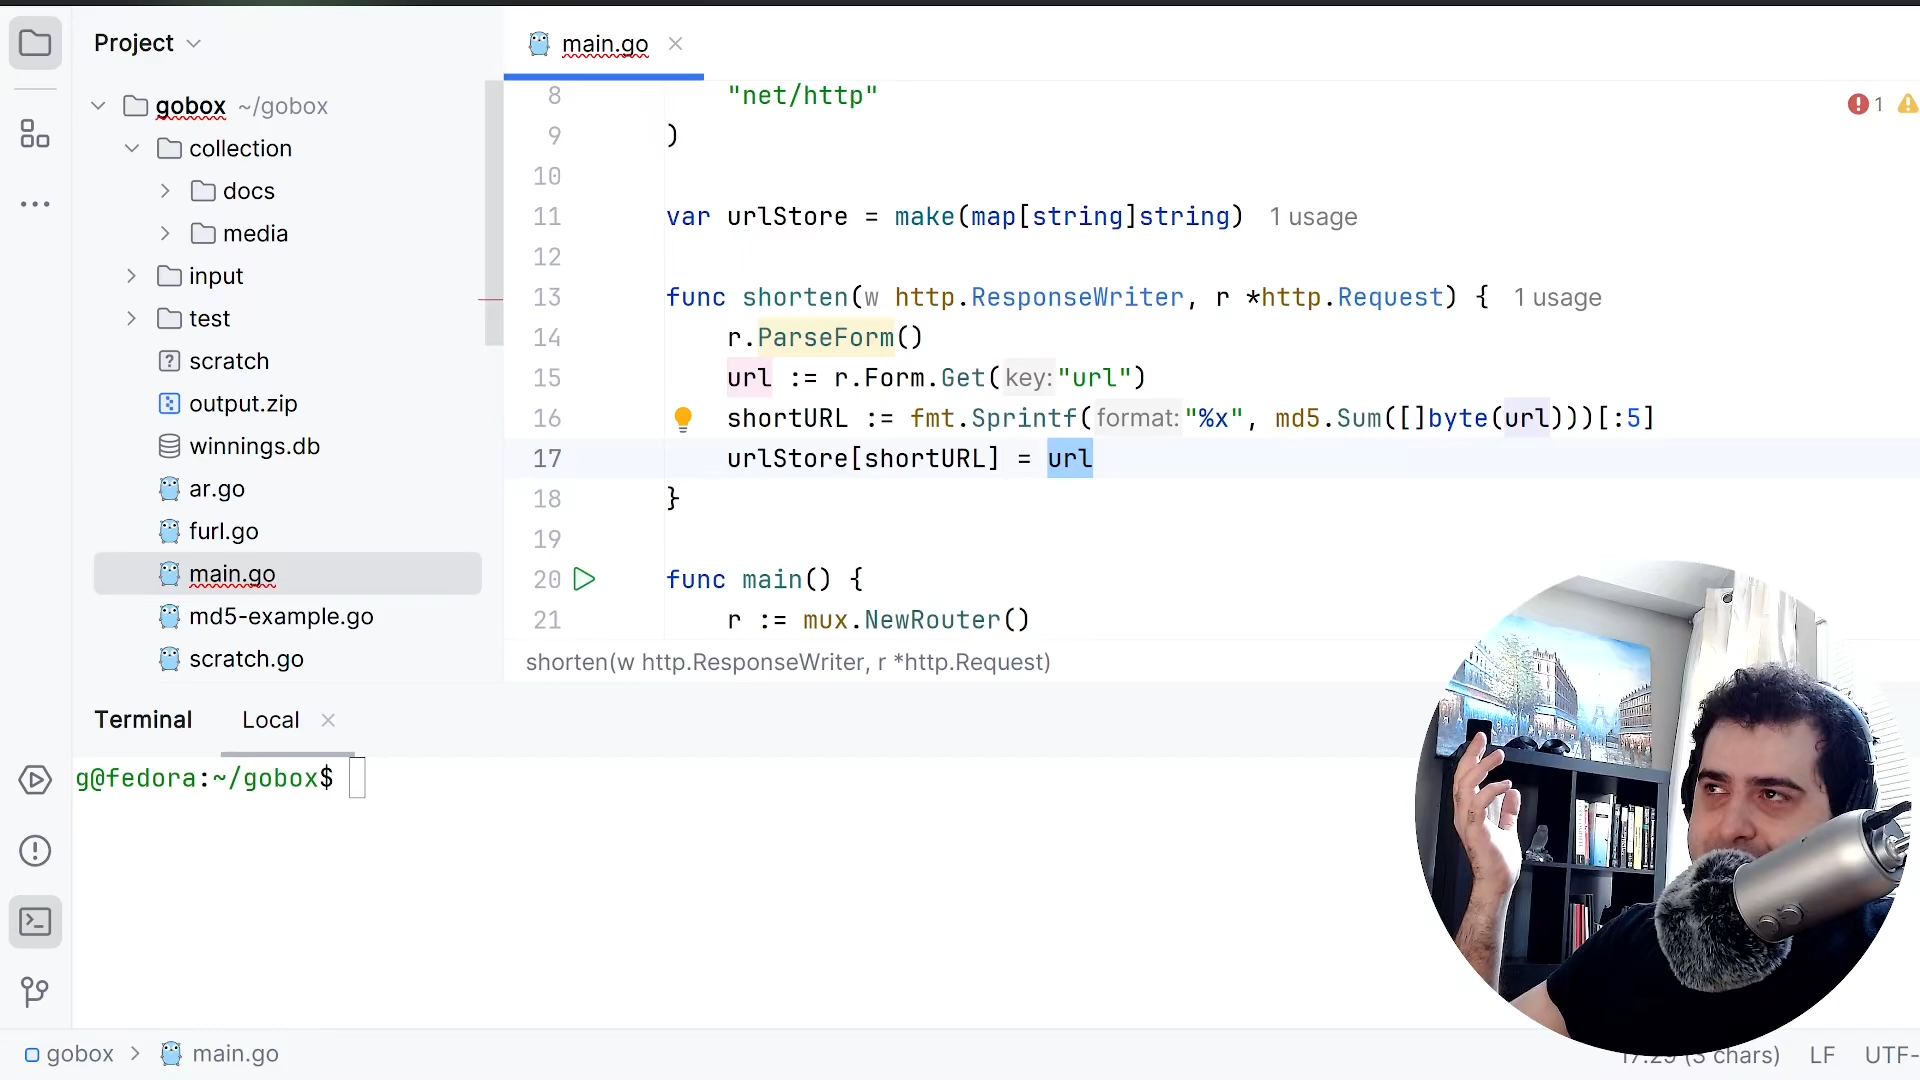 Project
main.go
gobox ~/gobox
collection
docs
media
input
test
scratch
output.zip
winnings.db
ar.go
furl.go
main.go
md5-example.go
scratch.go
1
8 "net/http"
9 )
10
11 var urlStore = make(map[string]string) 1 usage
12
13 func shorten(w http.ResponseWriter, r *http.Request) { 1 usage
14 r.ParseForm()
15 url := r.Form.Get(key:"url")
16 shortURL := fmt.Sprintf(format:"%x", md5.Sum([]byte(url)))[:5]
17 urlStore[shortURL] = url
18 }
19
20 func main() {
21 r := mux.NewRouter()
shorten(w http.ResponseWriter, r *http.Request)
Terminal Local
g@fedora:~/gobox$
gobox > main.go
chars) LF UTF-